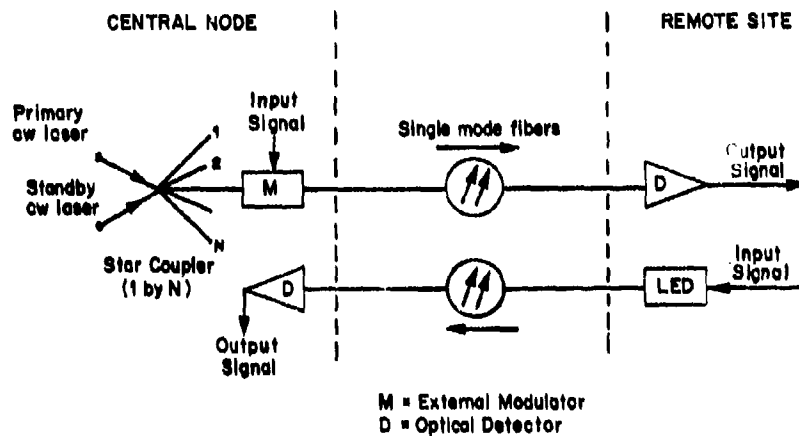 CENTRAL NODE
REMOTE SITE
Primary
cw laser
Standby
cw laser
1
2
N
Star Coupler
(1 by N)
Input
Signal
M
Single mode fibers
D
Output
Signal
D
Output
Signal
LED
Input
Signal
M = External Modulator
D = Optical Detector